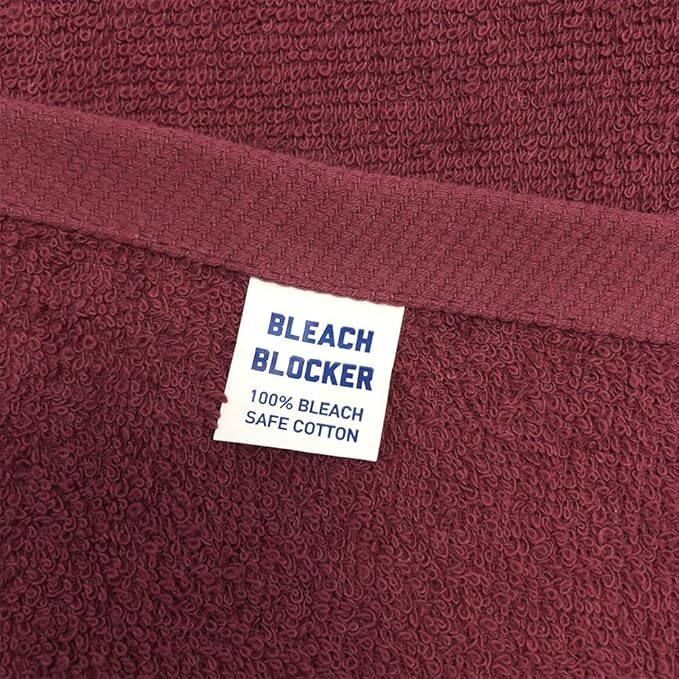 BLEACH
BLOCKER
100% BLEACH
SAFE COTTON